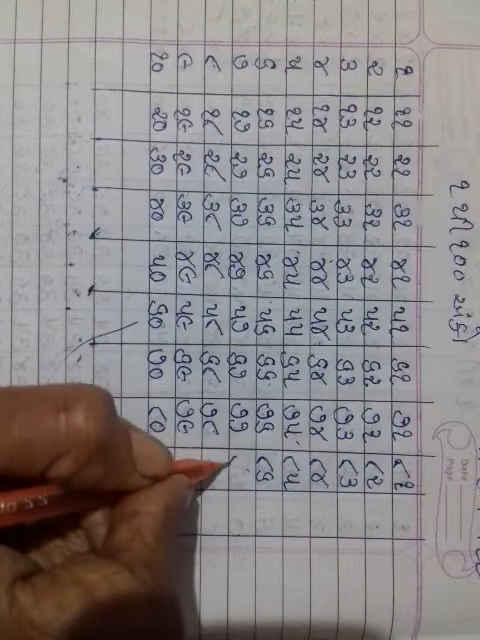 Date
Page
૧ થી ૧૦૦
૧ ૧૧ ૨૧ ૩૧ ૪૧ ૫૧ ૬૧ ૭૧ ૮૧
૨ ૧૨ ૨૨ ૩૨ ૪૨ ૫૨ ૬૨ ૭૨ ૮૨
૩ ૧૩ ૨૩ ૩૩ ૪૩ ૫૩ ૬૩ ૭૩ ૮૩
૪ ૧૪ ૨૪ ૩૪ ૪૪ ૫૪ ૬૪ ૭૪ ૮૪
૫ ૧૫ ૨૫ ૩૫ ૪૫ ૫૫ ૬૫ ૭૫ ૮૫
૬ ૧૬ ૨૬ ૩૬ ૪૬ ૫૬ ૬૬ ૭૬ ૮૬
૭ ૧૭ ૨૭ ૩૭ ૪૭ ૫૭ ૬૭ ૭૭
૮ ૧૮ ૨૮ ૩૮ ૪૮ ૫૮ ૬૮ ૭૮
૯ ૧૯ ૨૯ ૩૯ ૪૯ ૫૯ ૬૯ ૭૯
૧૦ ૨૦ ૩૦ ૪૦ ૫૦ ૬૦ ૭૦ ૮૦